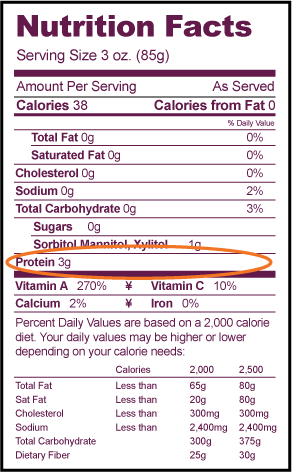 Nutrition Facts
Serving Size 3 oz. (85g)
Amount Per Serving As Served
Calories 38 Calories from Fat 0
% Daily Value
Total Fat 0g 0%
Saturated Fat 0g 0%
Cholesterol 0g 0%
Sodium 0g 2%
Total Carbohydrate 0g 3%
Sugars 0g
Sorbitol Mannitol, Xylitol 1g
Protein 3g
Vitamin A 270% ¥ Vitamin C 10%
Calcium 2% ¥ Iron 0%
Percent Daily Values are based on a 2,000 calorie
diet. Your daily values may be higher or lower
depending on your calorie needs:
Calories 2,000 2,500
Total Fat Less than 65g 80g
Sat Fat Less than 20g 80g
Cholesterol Less than 300mg 300mg
Sodium Less than 2,400mg 2,400mg
Total Carbohydrate 300g 375g
Dietary Fiber 25g 30g